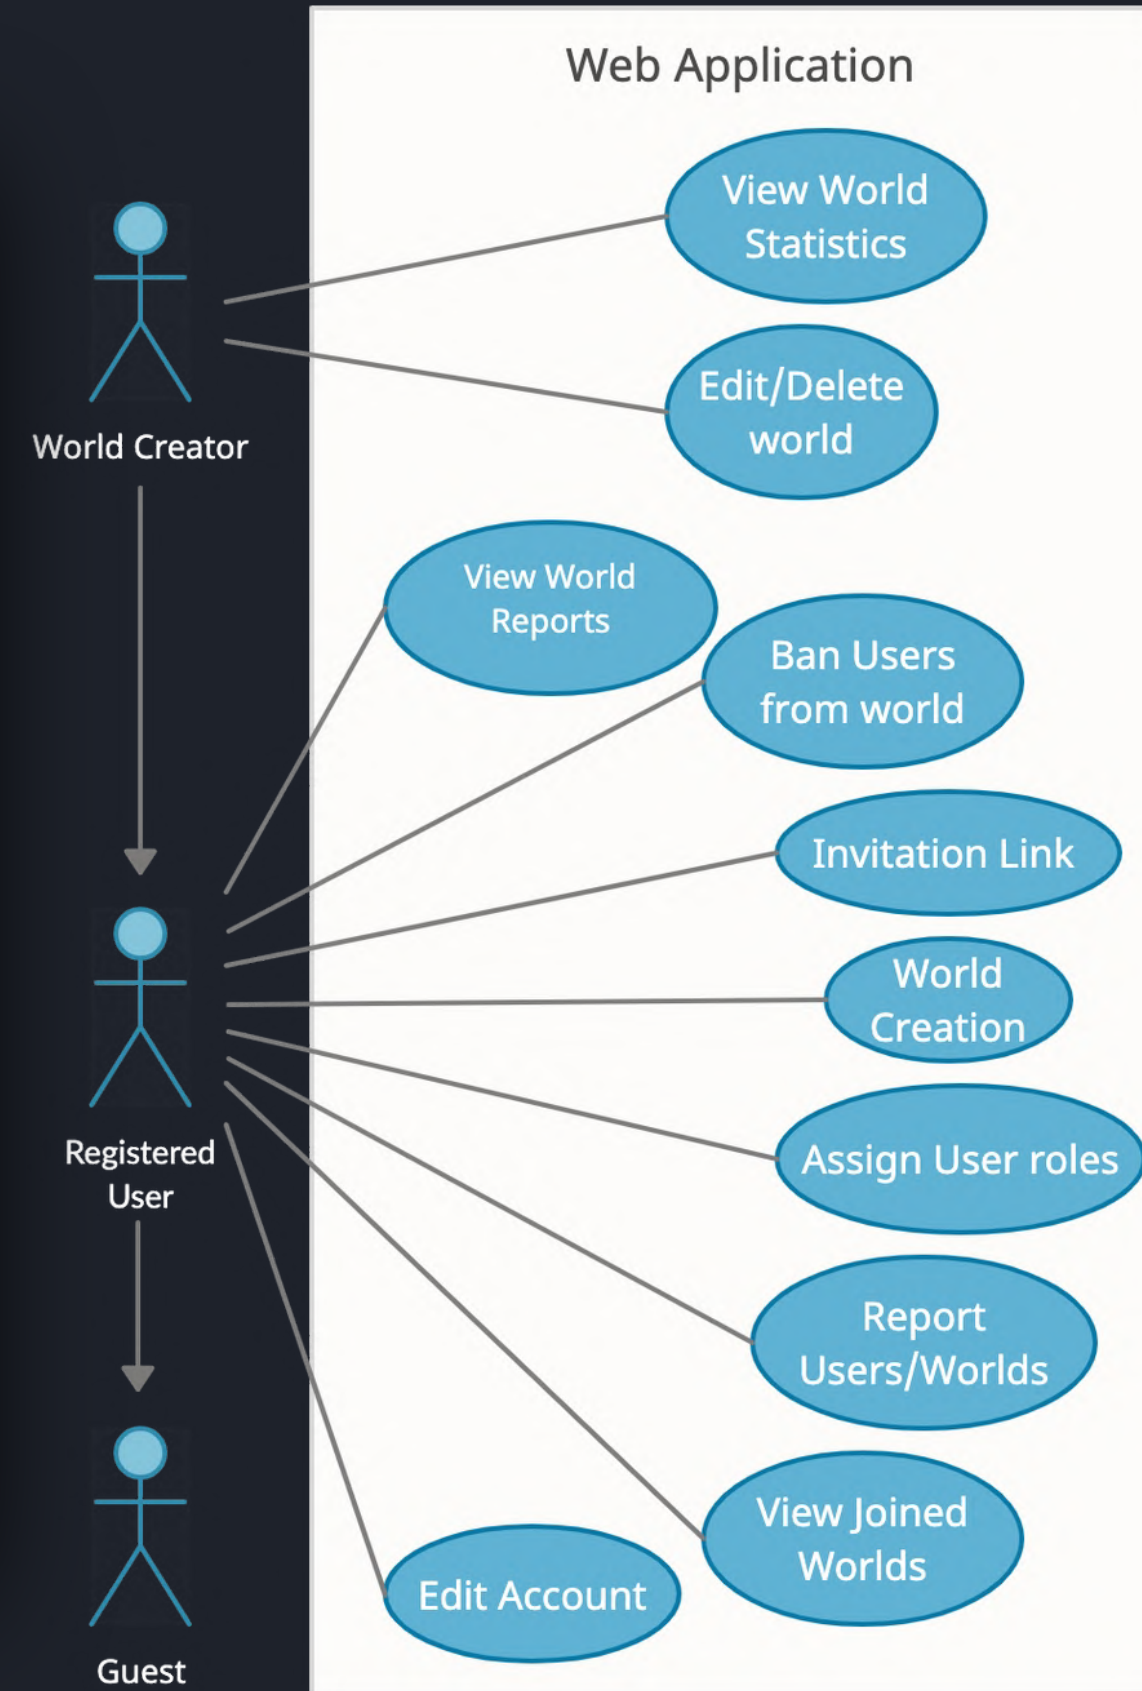 Web Application
View World
Statistics
Edit/Delete
world
World Creator
View World
Reports
Ban Users
from world
Invitation Link
World
Creation
Registered
User
Assign User roles
Report
Users/Worlds
View Joined
Worlds
Edit Account
Guest